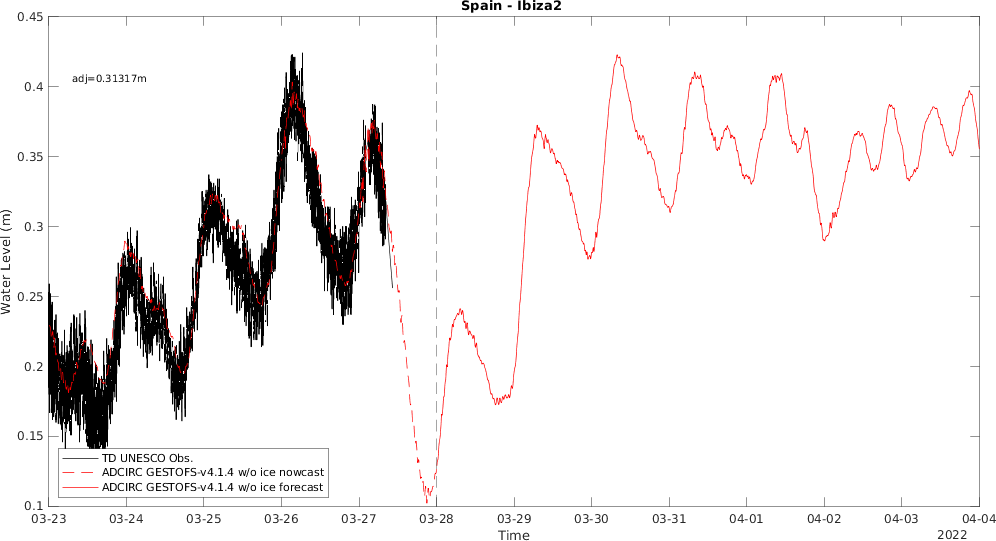 Spain - Ibiza2
0.45
0.4
0.35
0.3
0.25
0.2
0.15
0.1
Water Level (m)
adj=0.31317m
TD UNESCO Obs.
ADCIRC GESTOFS-v4.1.4 w/o ice nowcast
ADCIRC GESTOFS-v4.1.4 w/o ice forecast
03-23 03-24 03-25 03-26 03-27 03-28 03-29 03-30 03-31 04-01 04-02 04-03 04-04
Time
2022